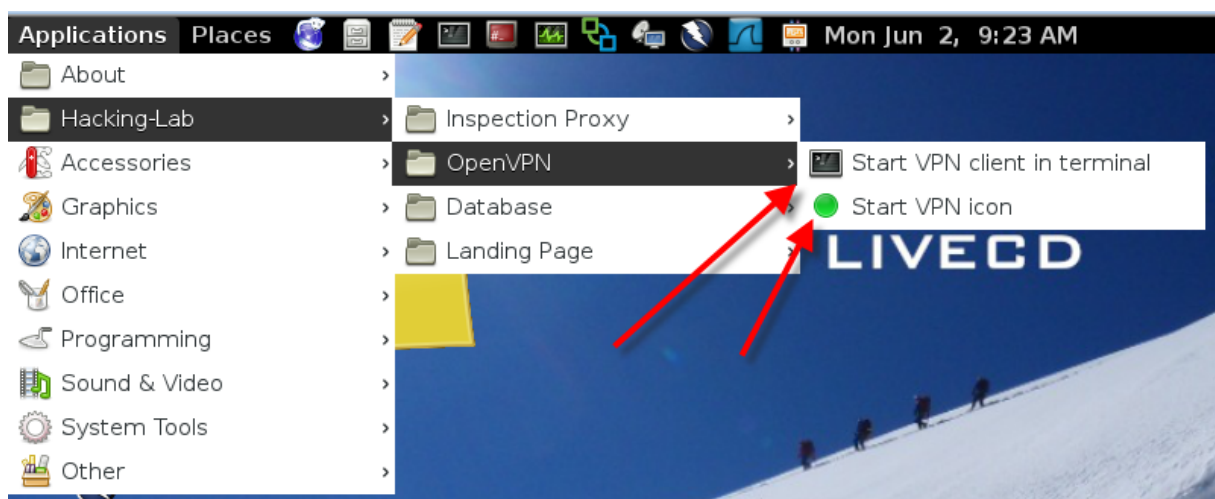 Applications Places Mon Jun 2, 9:23 AM
About
Hacking-Lab
Accessories
Graphics
Internet
Office
Programming
Sound & Video
System Tools
Other
Inspection Proxy
OpenVPN
Database
Landing Page
Start VPN client in terminal
Start VPN icon
LIVECD